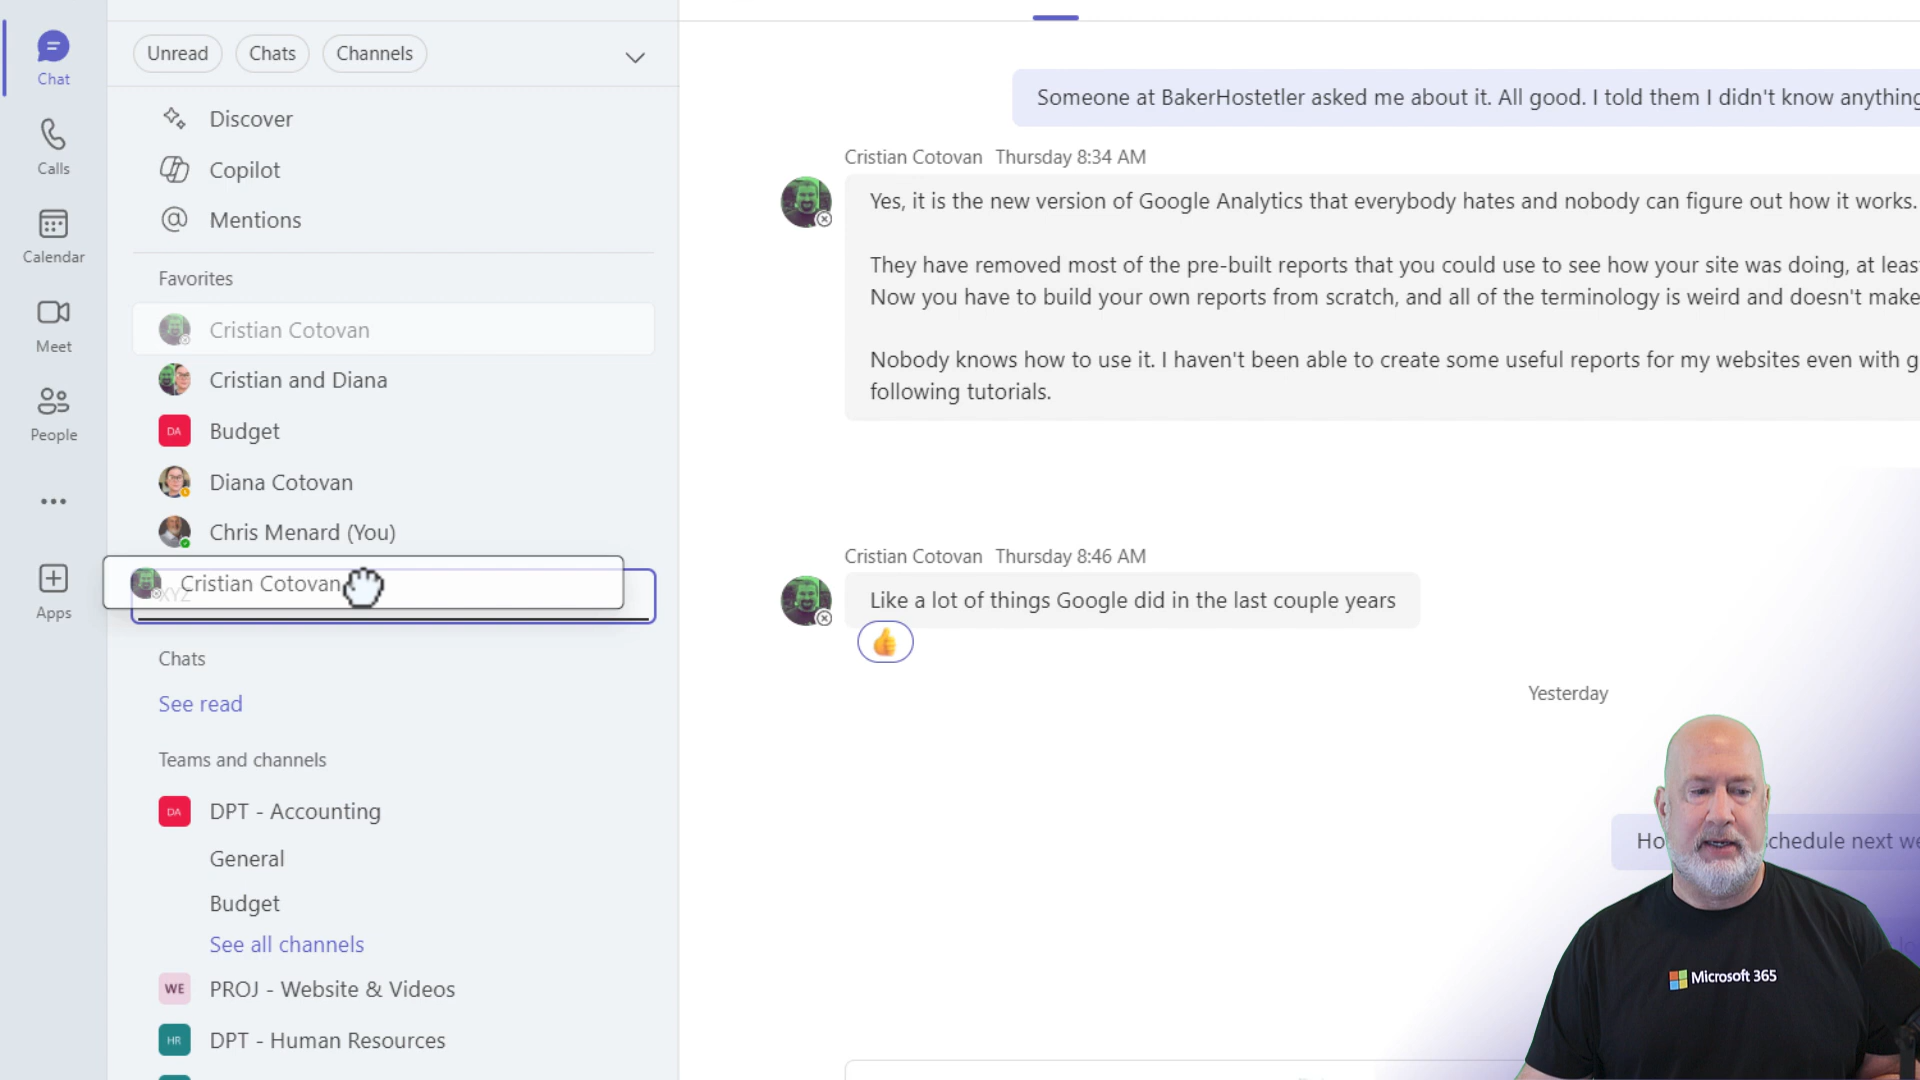 Chat
Calls
Calendar
Meet
People
Apps
Unread
Chats
Channels
Discover
Copilot
Mentions
Favorites
Cristian Cotovan
Cristian and Diana
DA
Budget
Diana Cotovan
Chris Menard (You)
Cristian Cotovan
XYZ
Chats
See read
Teams and channels
DA
DPT - Accounting
General
Budget
See all channels
WE
PROJ - Website & Videos
HR
DPT - Human Resources
Someone at BakerHostetler asked me about it. All good. I told them I didn't know anything
Cristian Cotovan Thursday 8:34 AM
Yes, it is the new version of Google Analytics that everybody hates and nobody can figure out how it works.
They have removed most of the pre-built reports that you could use to see how your site was doing, at leas
Now you have to build your own reports from scratch, and all of the terminology is weird and doesn't make
Nobody knows how to use it. I haven't been able to create some useful reports for my websites even with g
following tutorials.
Cristian Cotovan Thursday 8:46 AM
Like a lot of things Google did in the last couple years
Yesterday
Ho chedule next we
Microsoft 365